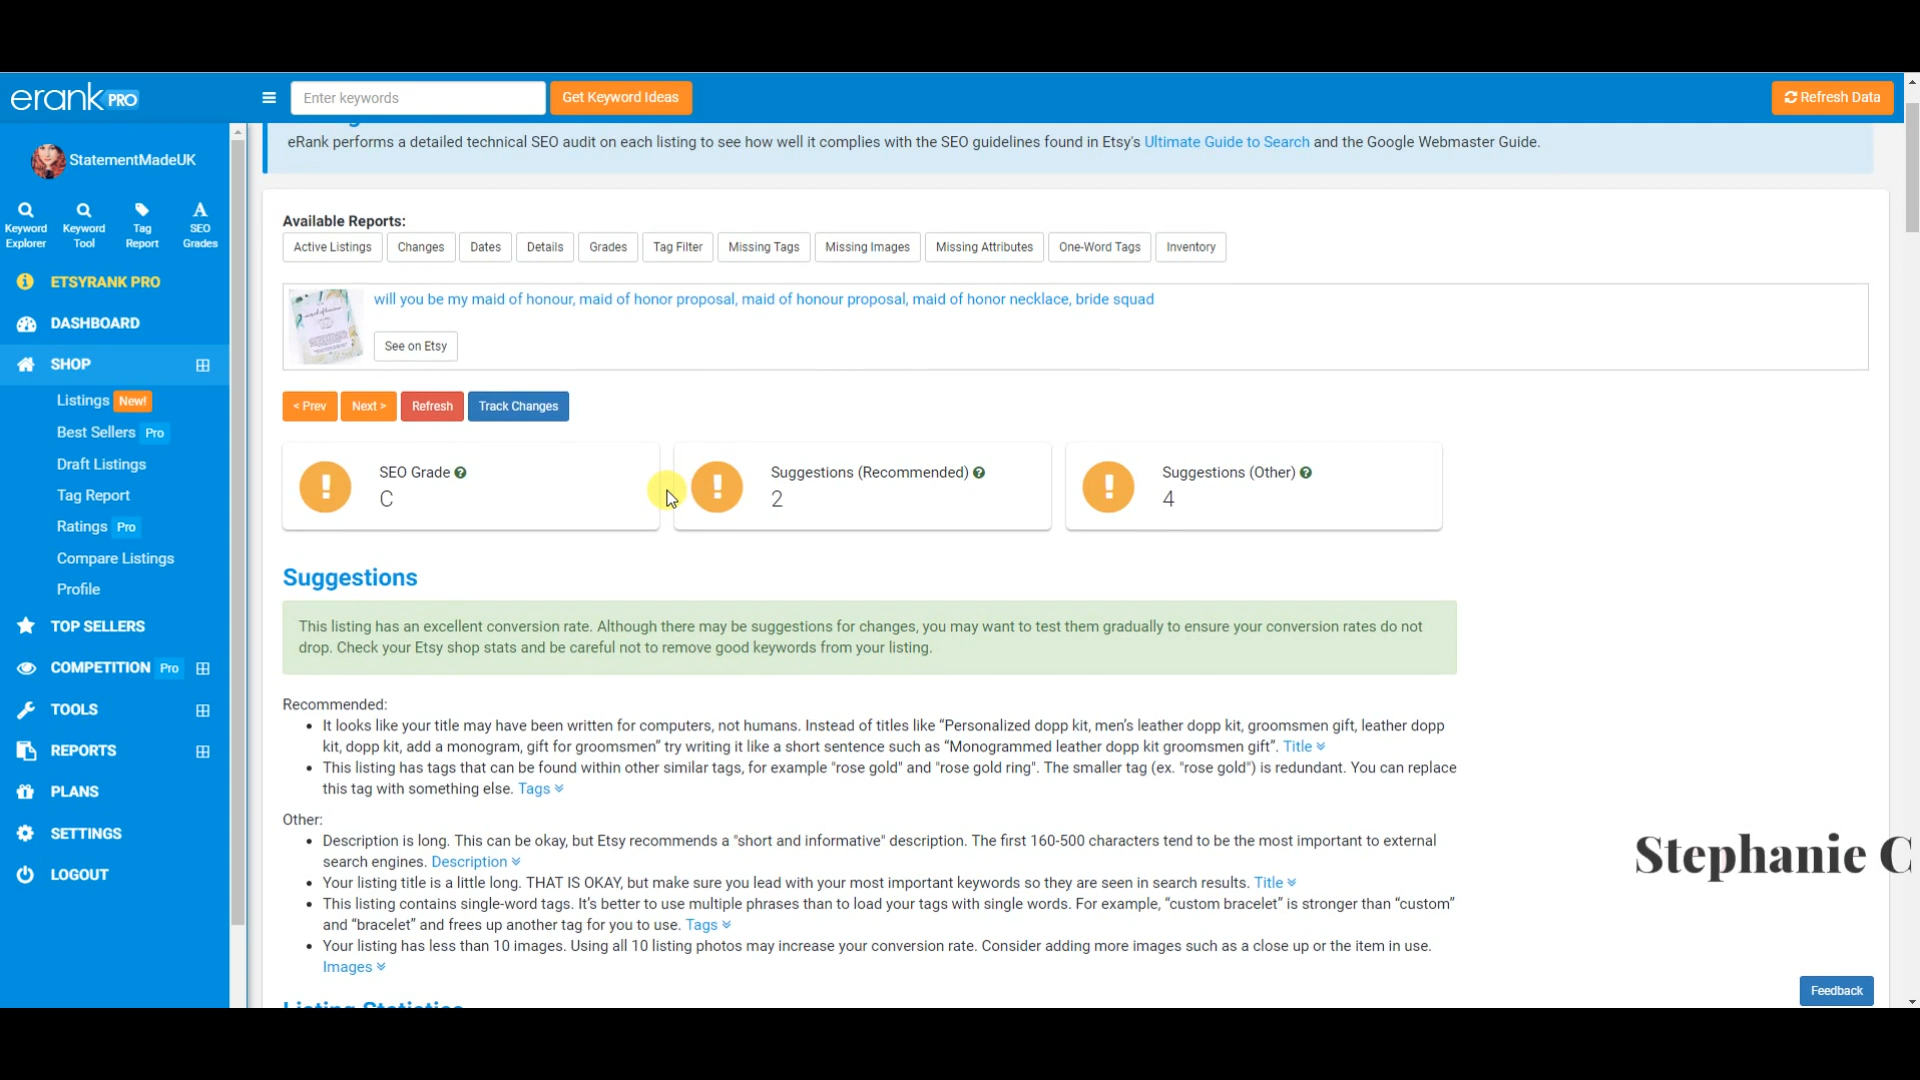 erank PRO
Enter keywords
Get Keyword Ideas
Refresh Data
StatementMadeUK
Keyword Explorer
Keyword Tool
Tag Report
SEO Grades
ETSYRANK PRO
DASHBOARD
SHOP
Listings New!
Best Sellers Pro
Draft Listings
Tag Report
Ratings Pro
Compare Listings
Profile
TOP SELLERS
COMPETITION Pro
TOOLS
REPORTS
PLANS
SETTINGS
LOGOUT
eRank performs a detailed technical SEO audit on each listing to see how well it complies with the SEO guidelines found in Etsy's Ultimate Guide to Search and the Google Webmaster Guide.
Available Reports:
Active Listings Changes Dates Details Grades Tag Filter Missing Tags Missing Images Missing Attributes One-Word Tags Inventory
will you be my maid of honour, maid of honor proposal, maid of honour proposal, maid of honor necklace, bride squad
See on Etsy
< Prev Next > Refresh Track Changes
SEO Grade
C
Suggestions (Recommended)
2
Suggestions (Other)
4
Suggestions
This listing has an excellent conversion rate. Although there may be suggestions for changes, you may want to test them gradually to ensure your conversion rates do not
drop. Check your Etsy shop stats and be careful not to remove good keywords from your listing.
Recommended:
It looks like your title may have been written for computers, not humans. Instead of titles like “Personalized dopp kit, men’s leather dopp kit, groomsmen gift, leather dopp
kit, dopp kit, add a monogram, gift for groomsmen” try writing it like a short sentence such as “Monogrammed leather dopp kit groomsmen gift”. Title
This listing has tags that can be found within other similar tags, for example "rose gold" and "rose gold ring". The smaller tag (ex. "rose gold") is redundant. You can replace
this tag with something else. Tags
Other:
Description is long. This can be okay, but Etsy recommends a "short and informative" description. The first 160-500 characters tend to be the most important to external
search engines. Description
Your listing title is a little long. THAT IS OKAY, but make sure you lead with your most important keywords so they are seen in search results. Title
This listing contains single-word tags. It’s better to use multiple phrases than to load your tags with single words. For example, “custom bracelet” is stronger than “custom”
and “bracelet” and frees up another tag for you to use. Tags
Your listing has less than 10 images. Using all 10 listing photos may increase your conversion rate. Consider adding more images such as a close up or the item in use.
Images
Listing Statistics
Feedback
Stephanie C